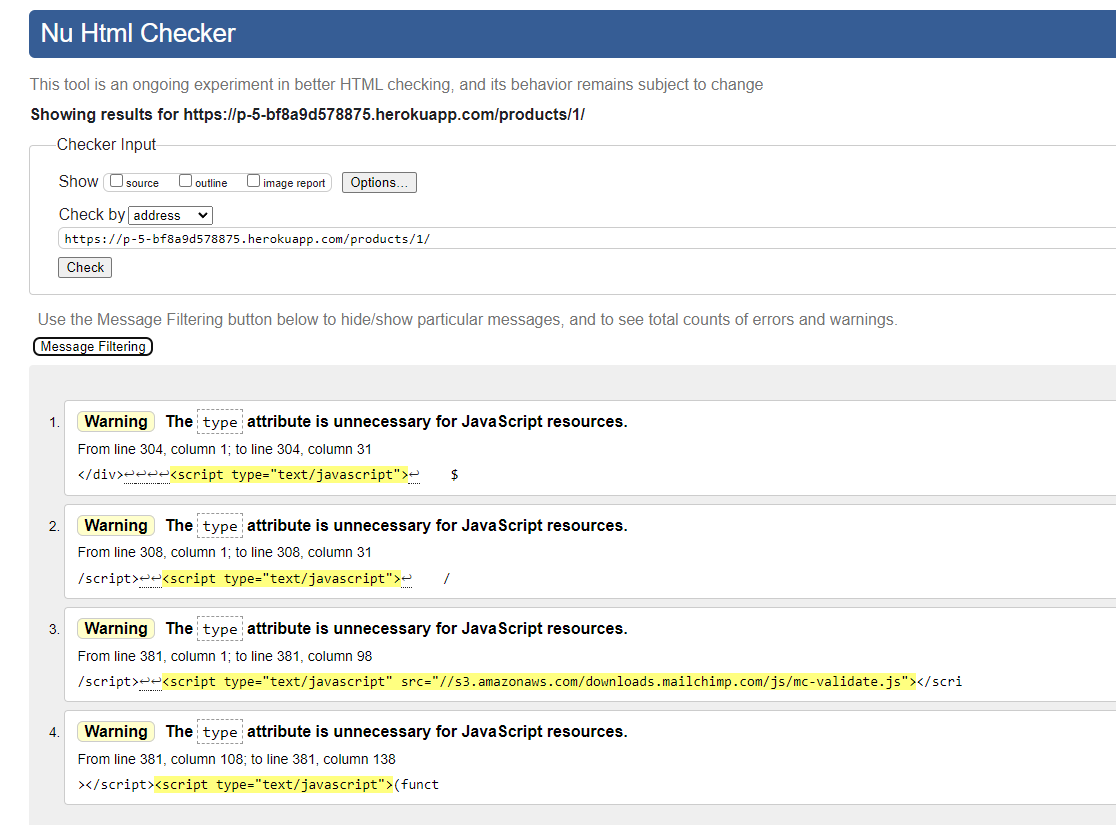 Nu Html Checker
This tool is an ongoing experiment in better HTML checking, and its behavior remains subject to change
Showing results for https://p-5-bf8a9d578875.herokuapp.com/products/1/
Checker Input
Show source outline image report Options...
Check by address
https://p-5-bf8a9d578875.herokuapp.com/products/1/
Check
Use the Message Filtering button below to hide/show particular messages, and to see total counts of errors and warnings.
Message Filtering
1. Warning The type attribute is unnecessary for JavaScript resources.
From line 304, column 1; to line 304, column 31
</div>↩↩↩↩<script type="text/javascript">↩    $
2. Warning The type attribute is unnecessary for JavaScript resources.
From line 308, column 1; to line 308, column 31
/script>↩↩<script type="text/javascript">↩    /
3. Warning The type attribute is unnecessary for JavaScript resources.
From line 381, column 1; to line 381, column 98
/script>↩↩<script type="text/javascript" src="//s3.amazonaws.com/downloads.mailchimp.com/js/mc-validate.js"></scri
4. Warning The type attribute is unnecessary for JavaScript resources.
From line 381, column 108; to line 381, column 138
></script><script type="text/javascript">(funct